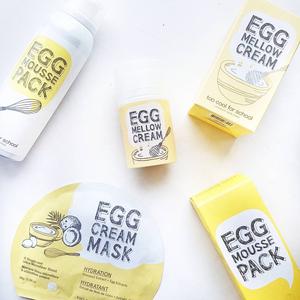 EGG
MOUSSE
PACK
EGG
MELLOW
CREAM
too cool for school
EGG
MELLOW
CREAM
r school
EGG
CREAM
MASK
HYDRATION
HYDRATANT
EGG
MOUSSE
PACK